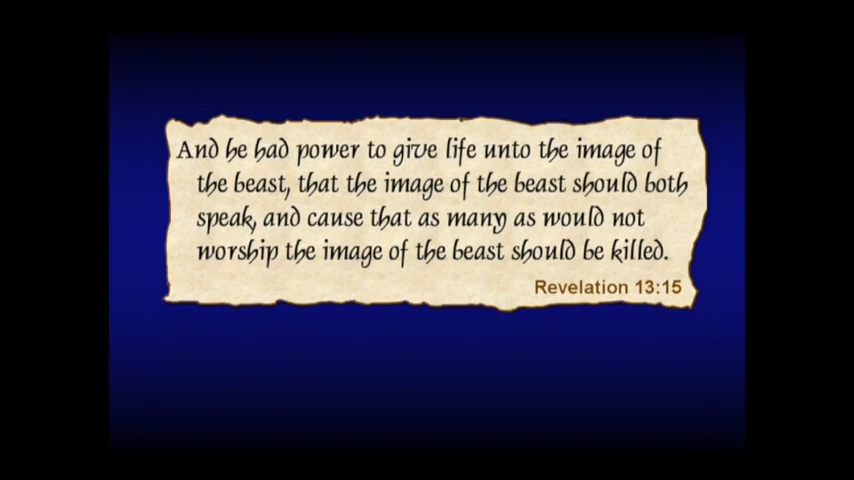 And he had power to give life unto the image of
the beast, that the image of the beast should both
speak, and cause that as many as would not
worship the image of the beast should be killed.
Revelation 13:15